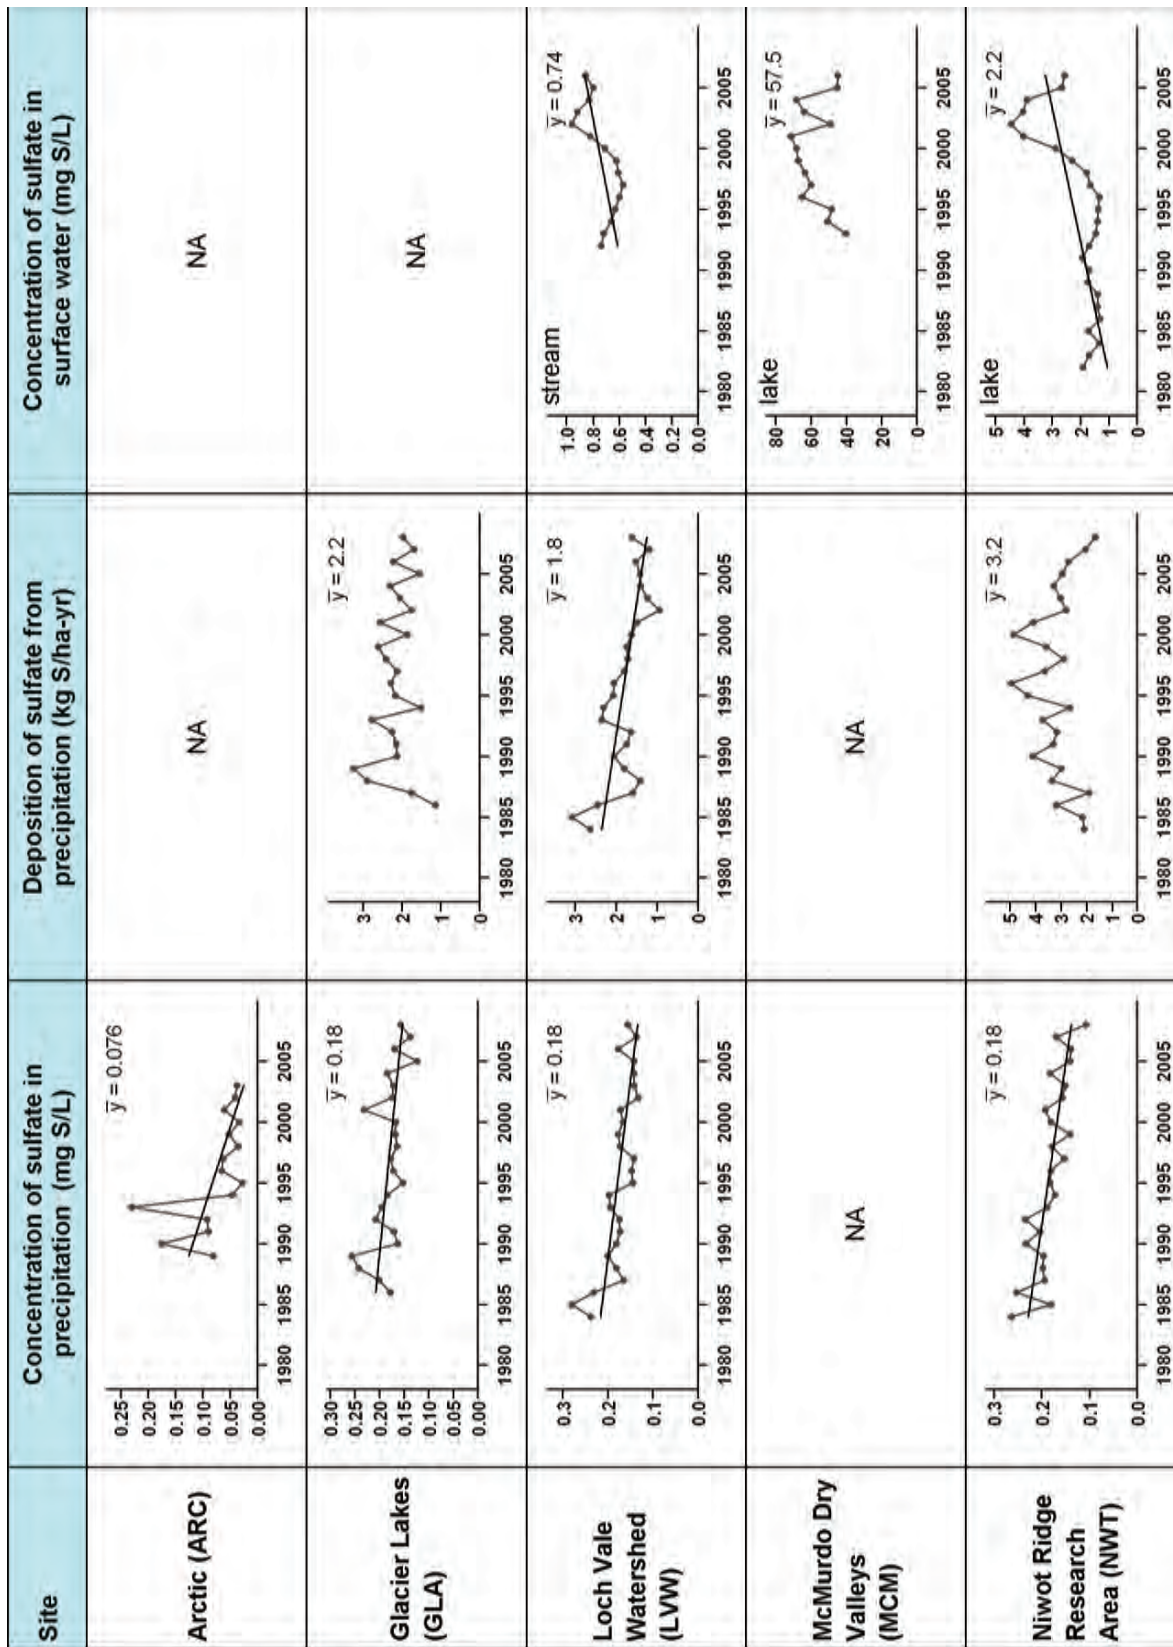 Site
Concentration of sulfate in
precipitation (mg S/L)
Deposition of sulfate from
precipitation (kg S/ha-yr)
Concentration of sulfate in
surface water (mg S/L)
Arctic (ARC)
y = 0.076
0.25
0.20
0.15
0.10
0.05
0.00
1980 1985 1990 1995 2000 2005
NA
NA
Glacier Lakes
(GLA)
y = 0.18
0.30
0.25
0.20
0.15
0.10
0.05
0.00
1980 1985 1990 1995 2000 2005
y = 2.2
3
2
1
0
1980 1985 1990 1995 2000 2005
NA
Loch Vale
Watershed
(LVW)
y = 0.18
0.3
0.2
0.1
0.0
1980 1985 1990 1995 2000 2005
y = 1.8
3
2
1
0
1980 1985 1990 1995 2000 2005
stream
y = 0.74
1.0
0.8
0.6
0.4
0.2
0.0
1980 1985 1990 1995 2000 2005
McMurdo Dry
Valleys
(MCM)
NA
NA
lake
y = 57.5
80
60
40
20
0
1980 1985 1990 1995 2000 2005
Niwot Ridge
Research
Area (NWT)
y = 0.18
0.3
0.2
0.1
0.0
1980 1985 1990 1995 2000 2005
y = 3.2
5
4
3
2
1
0
1980 1985 1990 1995 2000 2005
lake
y = 2.2
5
4
3
2
1
0
1980 1985 1990 1995 2000 2005